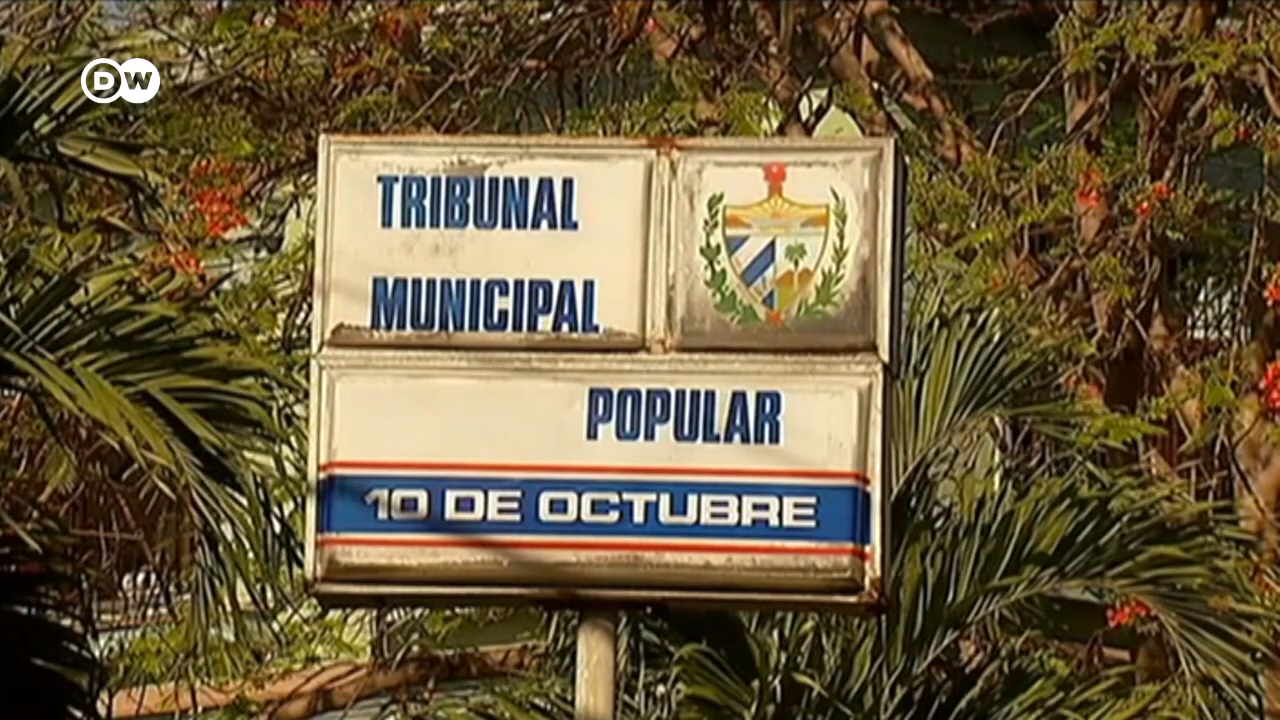 DW
TRIBUNAL
MUNICIPAL
POPULAR
10 DE OCTUBRE